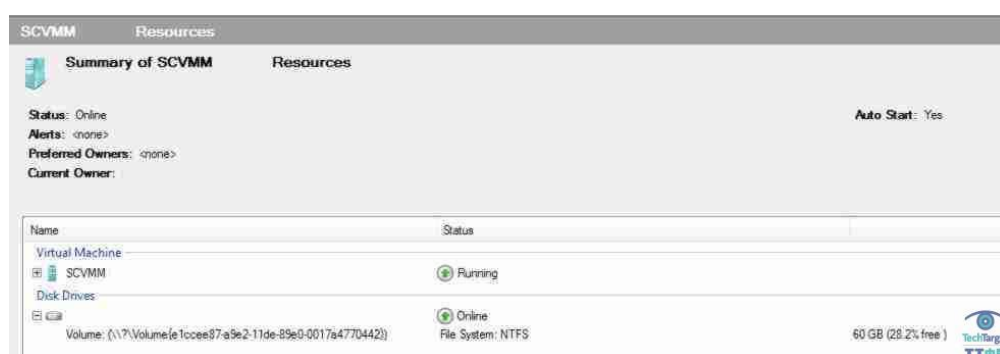 SCVMM Resources
Summary of SCVMM Resources
Status: Online
Auto Start: Yes
Alerts: <none>
Preferred Owners: <none>
Current Owner:
Name Status
Virtual Machine
SCVMM Running
Disk Drives
Online
Volume: (\\?\Volume{e1ccee87-a9e2-11de-89e0-0017a4770442}) File System: NTFS 60 GB (28.2% free )
TechTarg